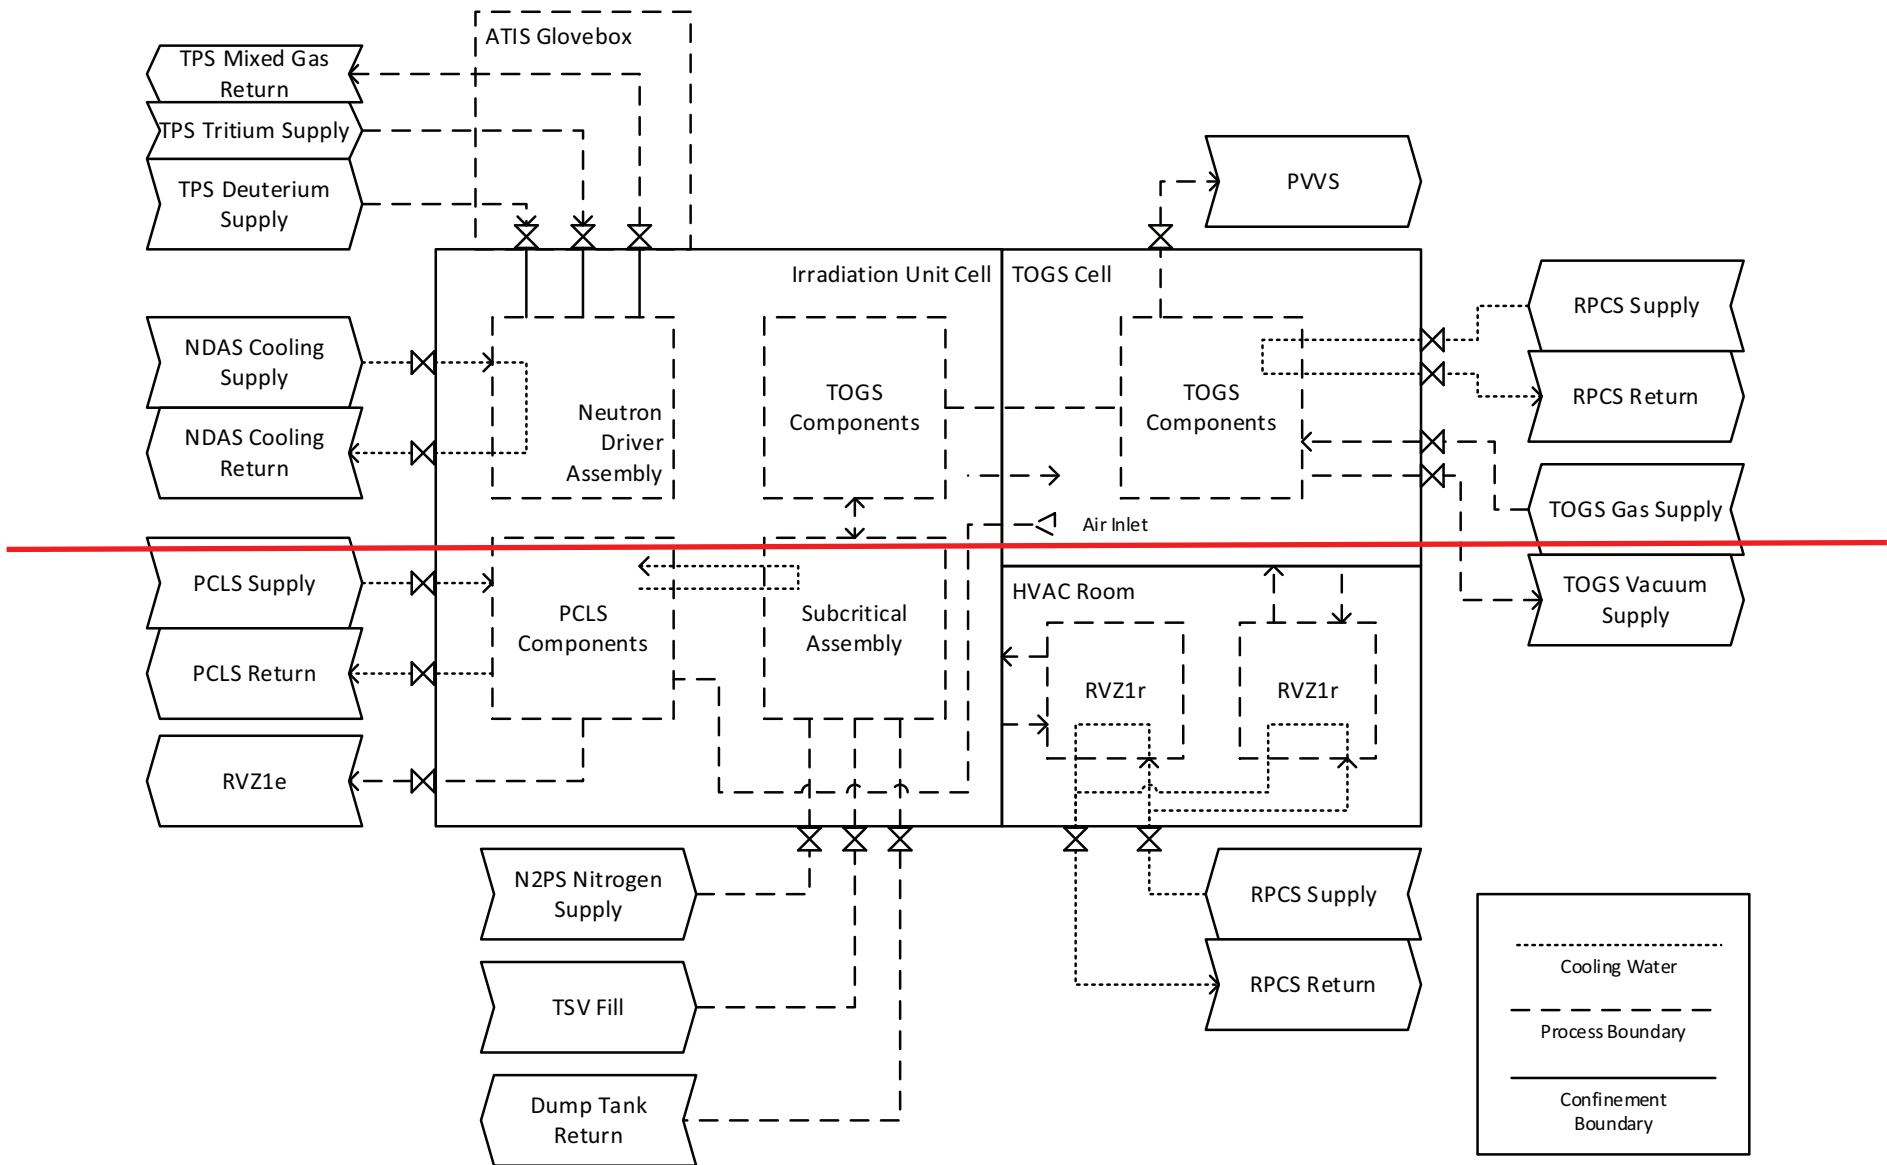 ATIS Glovebox
TPS Mixed Gas
Return
TPS Tritium Supply
TPS Deuterium
Supply
PVVS
Irradiation Unit Cell
TOGS Cell
RPCS Supply
RPCS Return
NDAS Cooling
Supply
NDAS Cooling
Return
Neutron
Driver
Assembly
TOGS
Components
TOGS
Components
TOGS Gas Supply
Air Inlet
TOGS Vacuum
Supply
PCLS Supply
PCLS Return
PCLS
Components
Subcritical
Assembly
HVAC Room
RVZ1r
RVZ1r
RVZ1e
N2PS Nitrogen
Supply
TSV Fill
Dump Tank
Return
RPCS Supply
RPCS Return
Cooling Water
Process Boundary
Confinement
Boundary